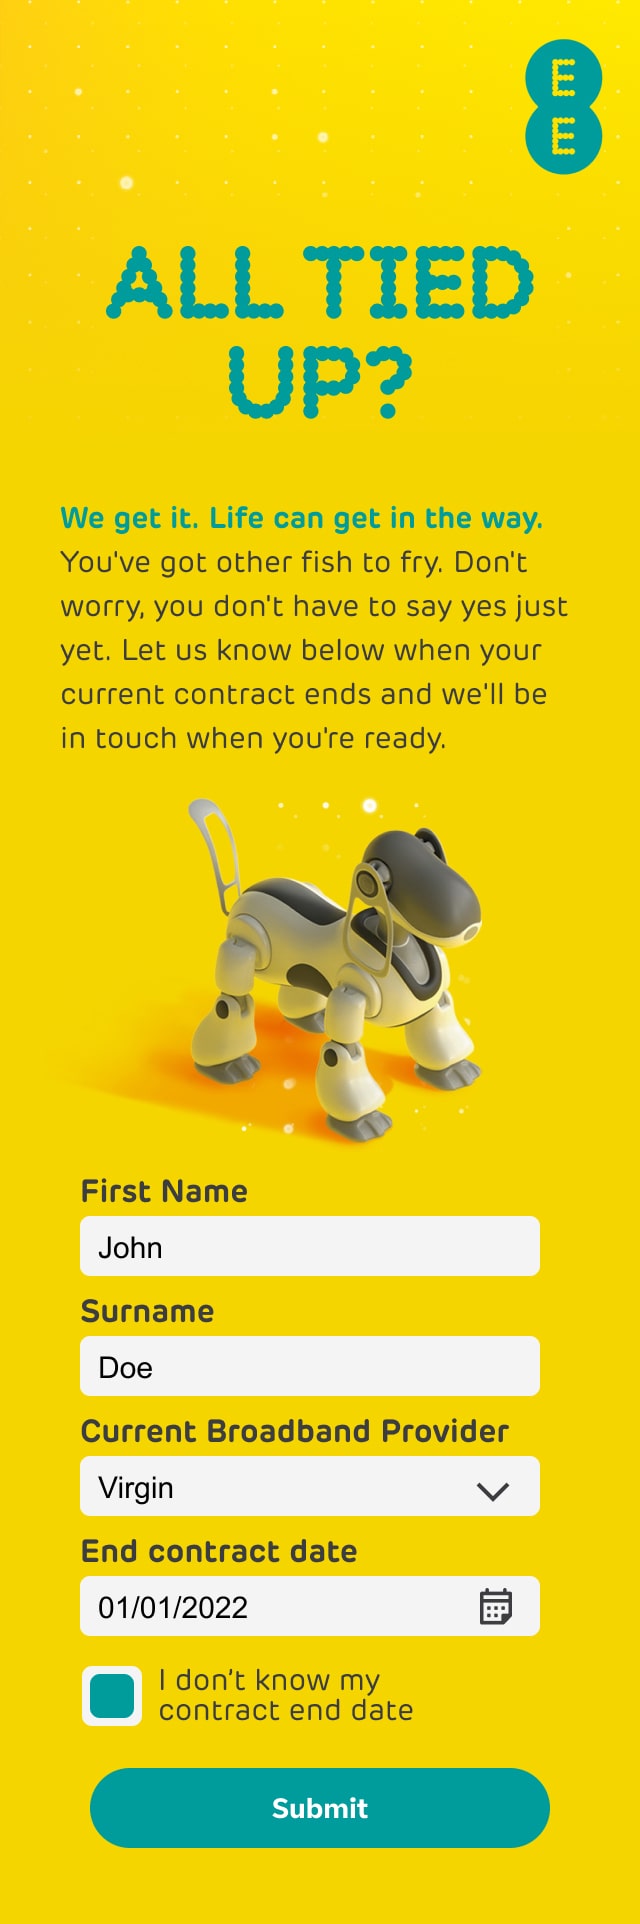 E
E
ALL TIED
UP?
We get it. Life can get in the way.
You've got other fish to fry. Don't
worry, you don't have to say yes just
yet. Let us know below when your
current contract ends and we'll be
in touch when you're ready.
First Name
John
Surname
Doe
Current Broadband Provider
Virgin
End contract date
01/01/2022
I don’t know my
contract end date
Submit